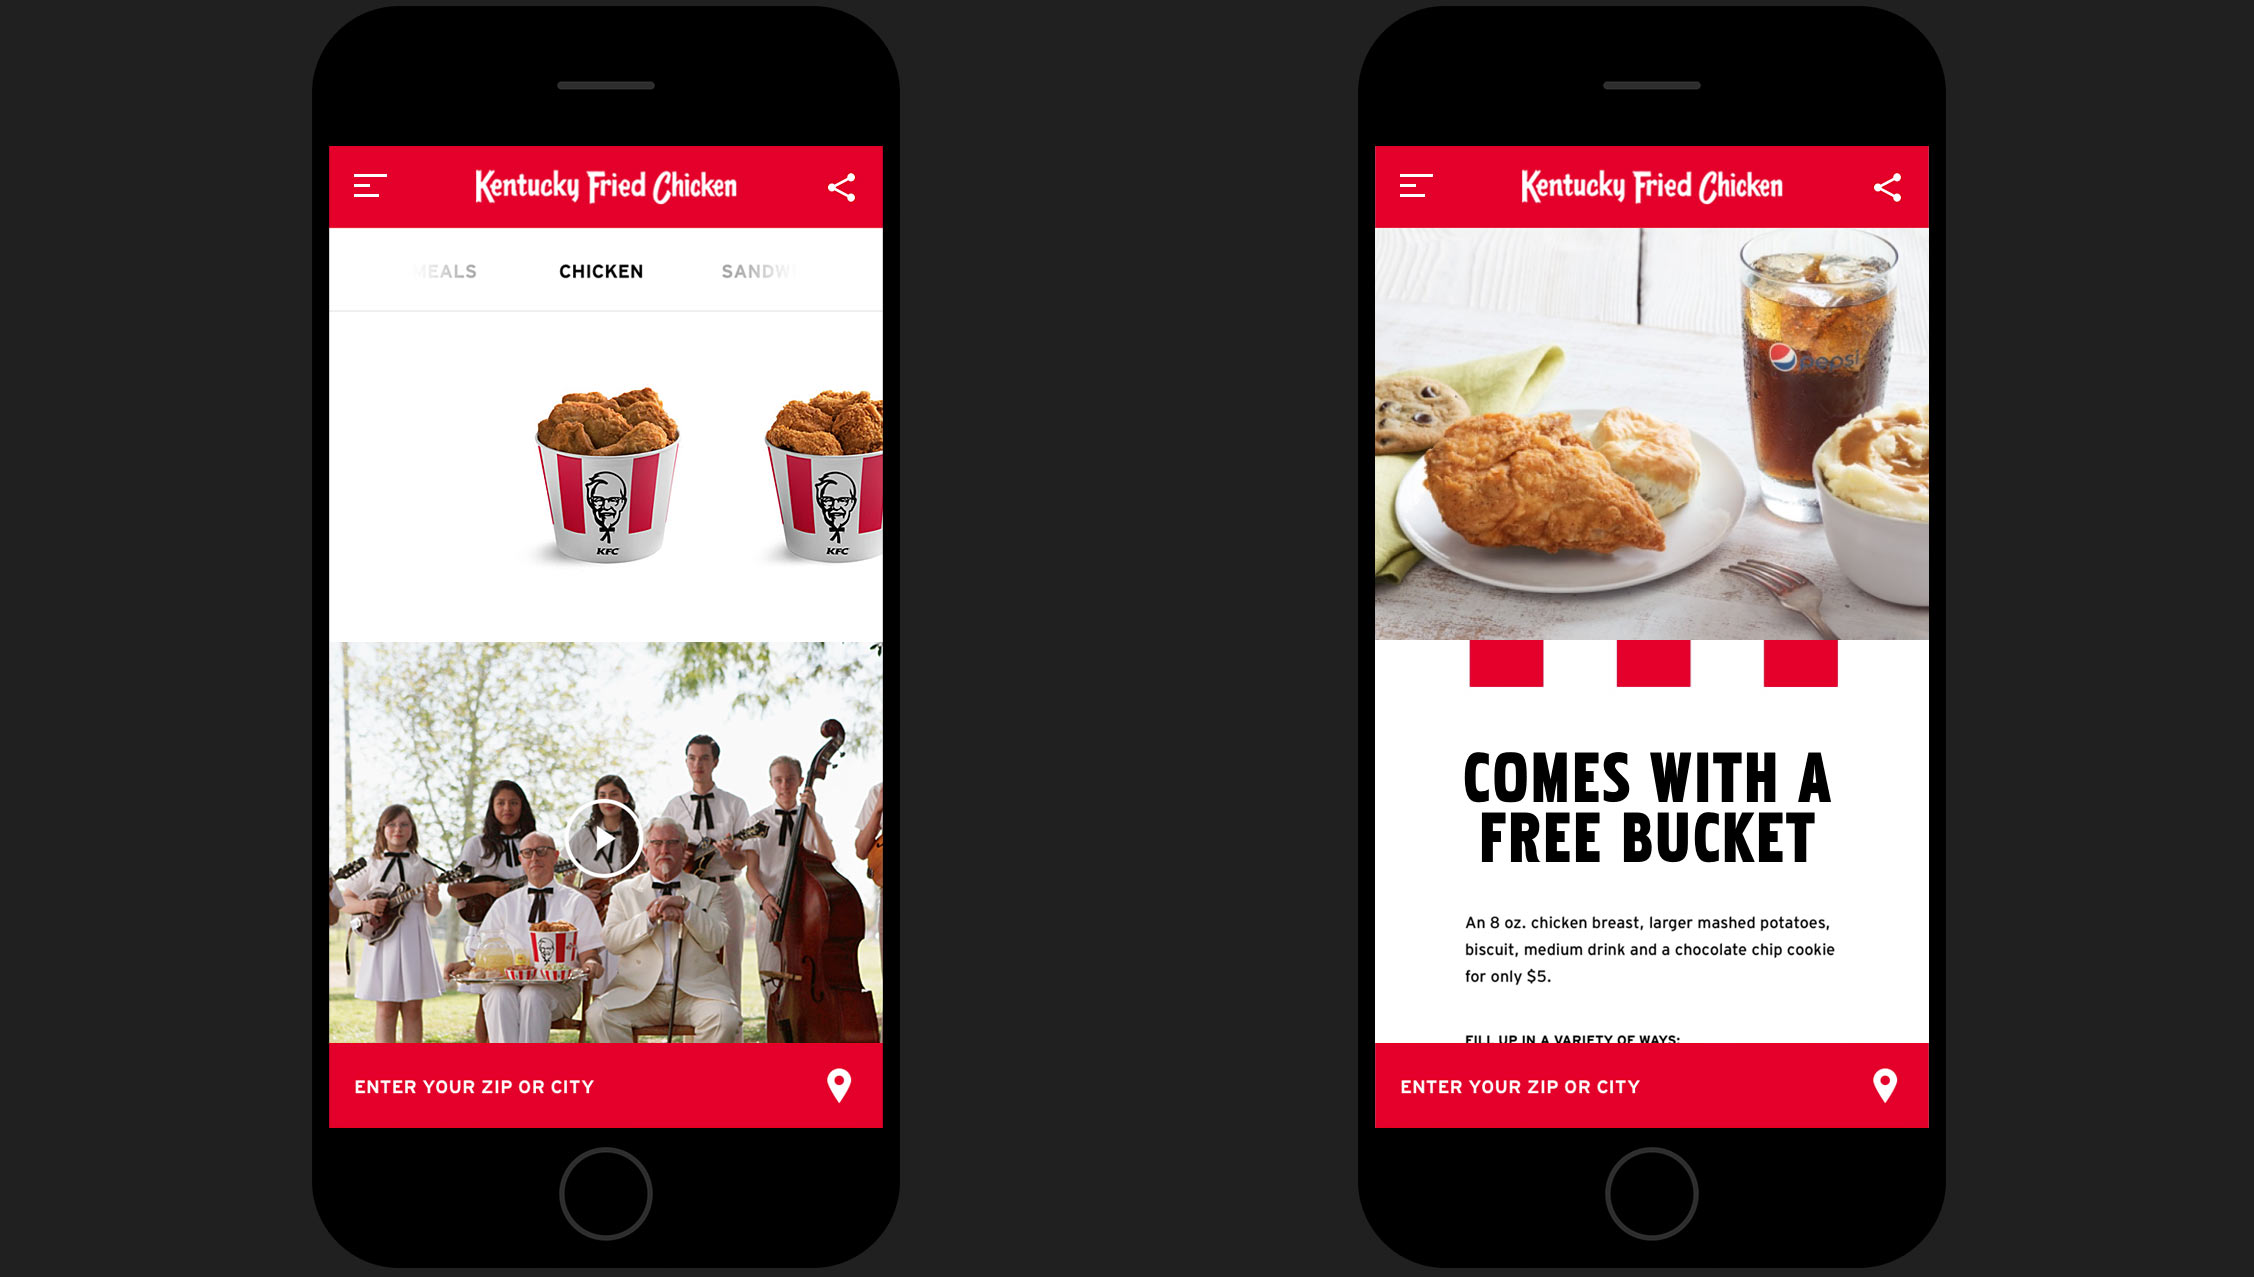 Kentucky Fried Chicken
MEALS CHICKEN SANDW
KFC KFC
ENTER YOUR ZIP OR CITY
Kentucky Fried Chicken
pepsi
COMES WITH A
FREE BUCKET
An 8 oz. chicken breast, larger mashed potatoes,
biscuit, medium drink and a chocolate chip cookie
for only $5.
FILL UP IN A VARIETY OF WAYS:
ENTER YOUR ZIP OR CITY